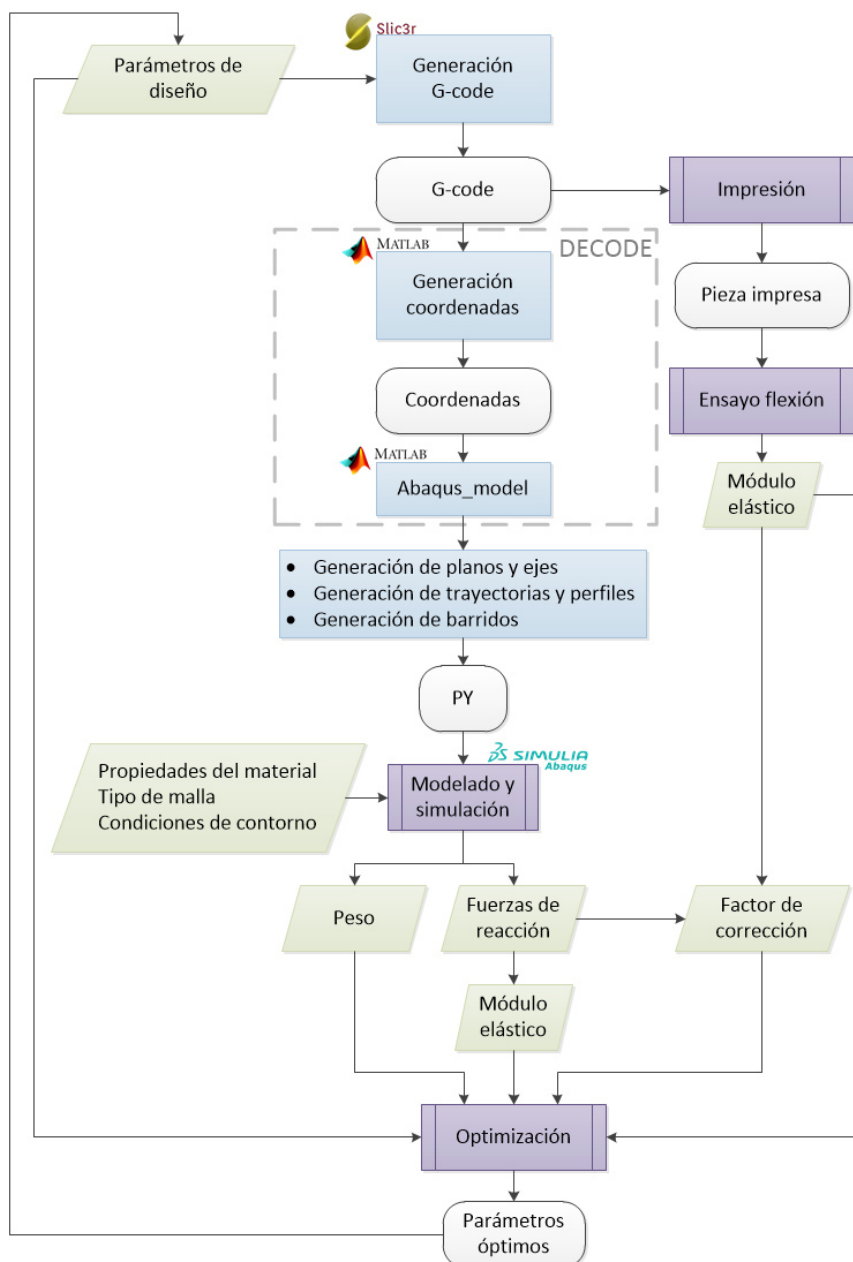 Slic3r
Parámetros de
diseño
Generación
G-code
G-code
Impresión
MATLAB
DECODE
Generación
coordenadas
Pieza impresa
Coordenadas
Ensayo flexión
MATLAB
Abaqus_model
Módulo
elástico
• Generación de planos y ejes
• Generación de trayectorias y perfiles
• Generación de barridos
PY
SIMULIA
Abaqus
Propiedades del material
Tipo de malla
Condiciones de contorno
Modelado y
simulación
Peso
Fuerzas de
reacción
Factor de
corrección
Módulo
elástico
Optimización
Parámetros
óptimos